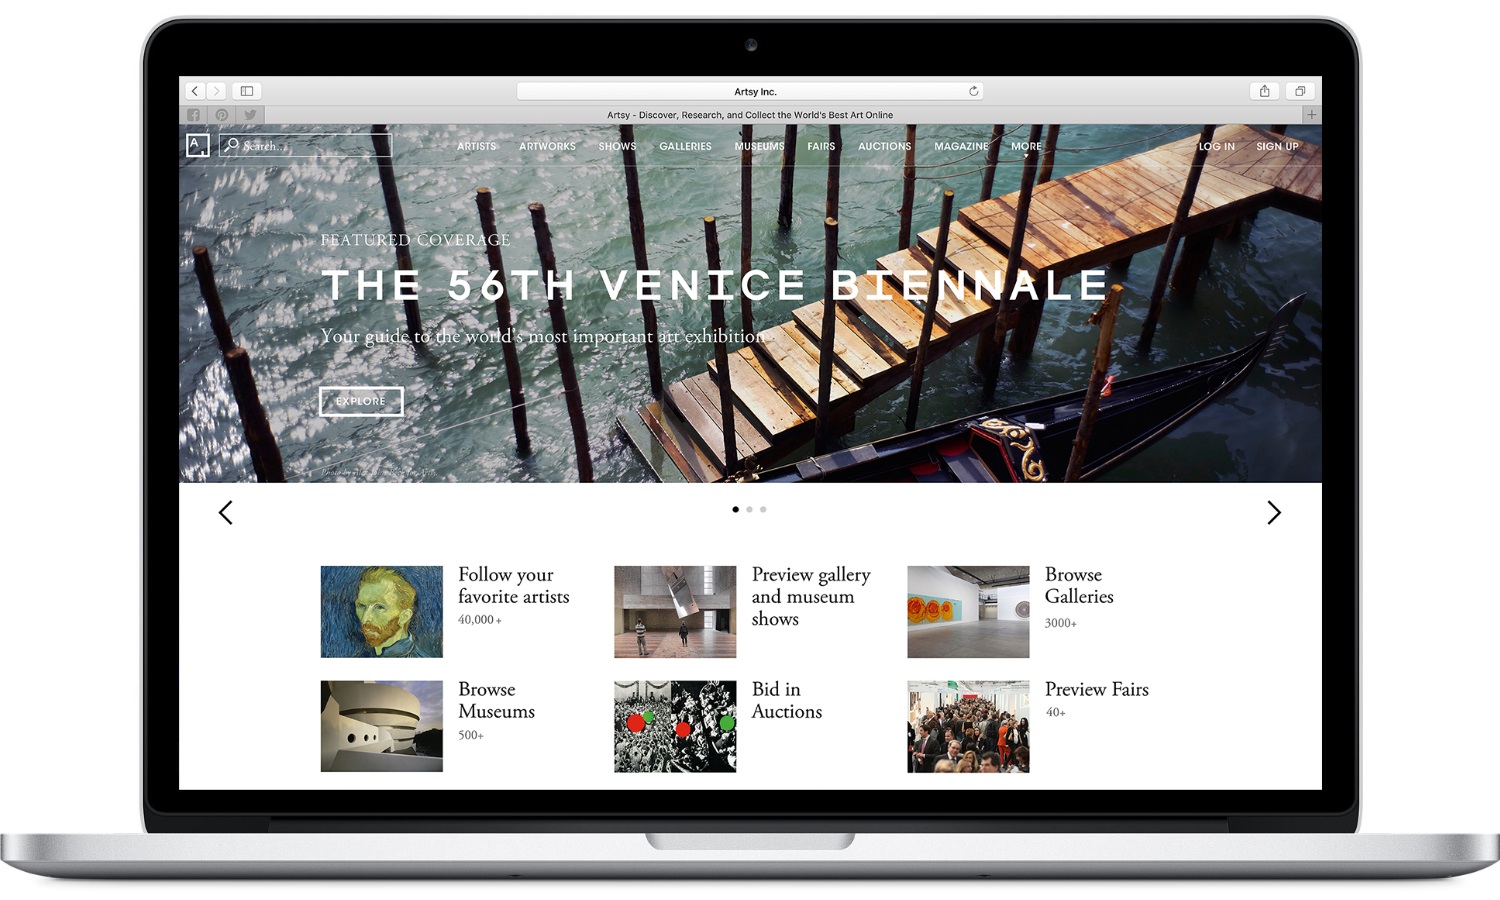 Artsy Inc.
Artsy - Discover, Research, and Collect the World's Best Art Online
A
Search...
ARTISTS ARTWORKS SHOWS GALLERIES MUSEUMS FAIRS AUCTIONS MAGAZINE MORE LOG IN SIGN UP
FEATURED COVERAGE
THE 56TH VENICE BIENNALE
Your guide to the world's most important art exhibition
EXPLORE
Photo by
Follow your
favorite artists
40,000+
Preview gallery
and museum
shows
Browse
Galleries
3000+
Browse
Museums
500+
Bid in
Auctions
Preview Fairs
40+